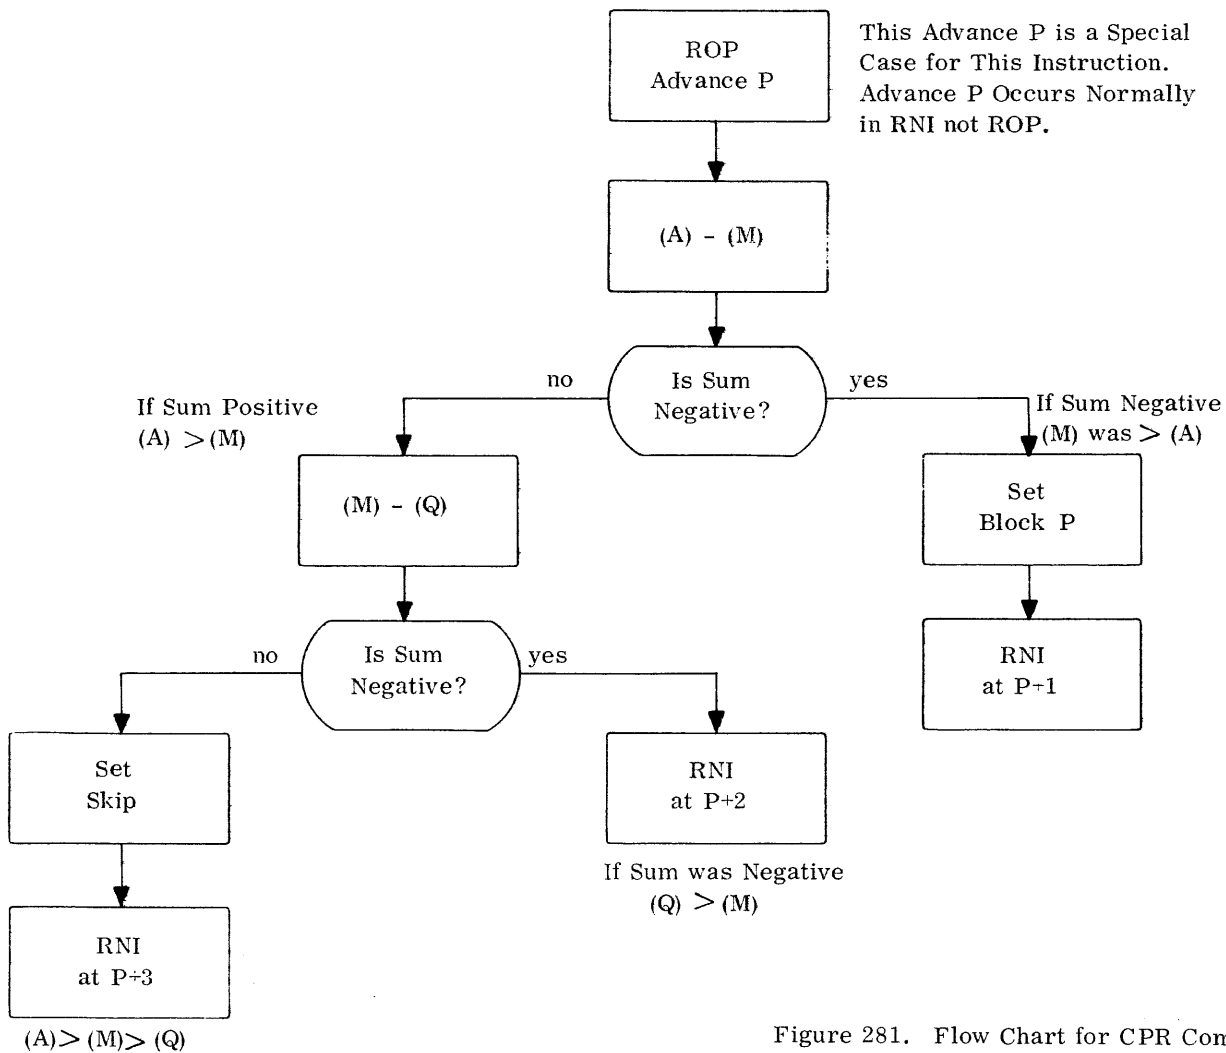 ROP
Advance P
This Advance P is a Special
Case for This Instruction.
Advance P Occurs Normally
in RNI not ROP.
(A) - (M)
Is Sum
Negative?
no
yes
If Sum Positive
(A) > (M)
If Sum Negative
(M) was > (A)
(M) - (Q)
Set
Block P
Is Sum
Negative?
no
yes
RNI
at P+1
Set
Skip
RNI
at P+2
If Sum was Negative
(Q) > (M)
RNI
at P+3
(A) > (M) > (Q)
Figure 281. Flow Chart for CPR